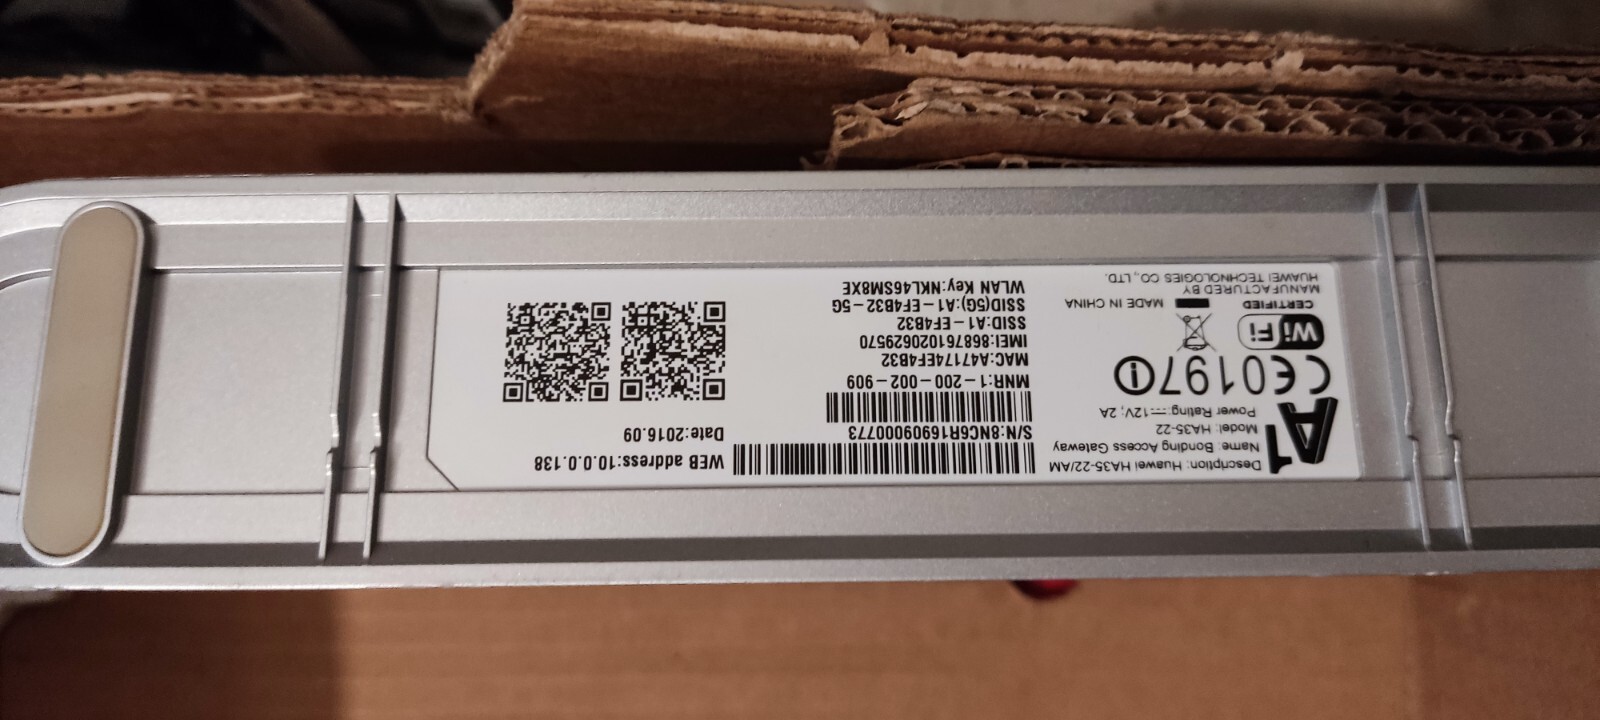 A1
Description: Huawei HA35-22/AM
Name: Bonding Access Gateway
Model: HA35-22
Power Rating: ⎓12V, 2A
CE0197
WiFi
CERTIFIED
MANUFACTURED BY
HUAWEI TECHNOLOGIES CO., LTD.
MADE IN CHINA
S/N:8NC6R16909000773
MNR:1-200-002-909
MAC:A47174EF4B32
IMEI:868761020629570
SSID:A1-EF4B32
SSID(5G):A1-EF4B32-5G
WLAN Key:NKL46SM8XE
WEB address:10.0.0.138
Date:2016.09